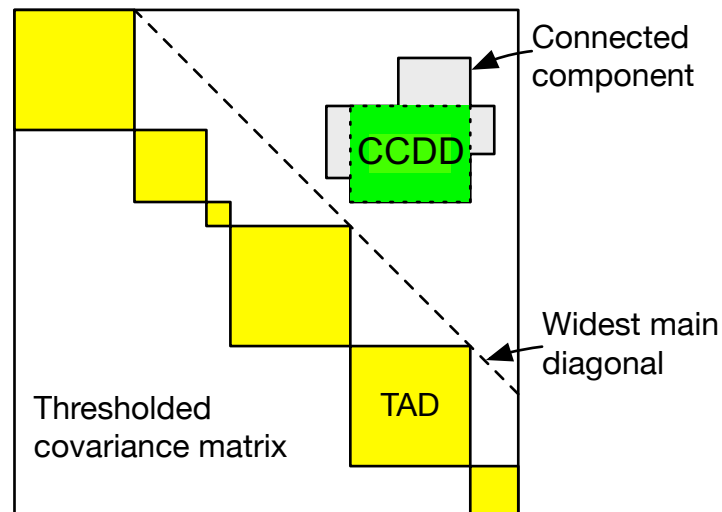 Connected
component
CCDD
Widest main
diagonal
TAD
Thresholded
covariance matrix